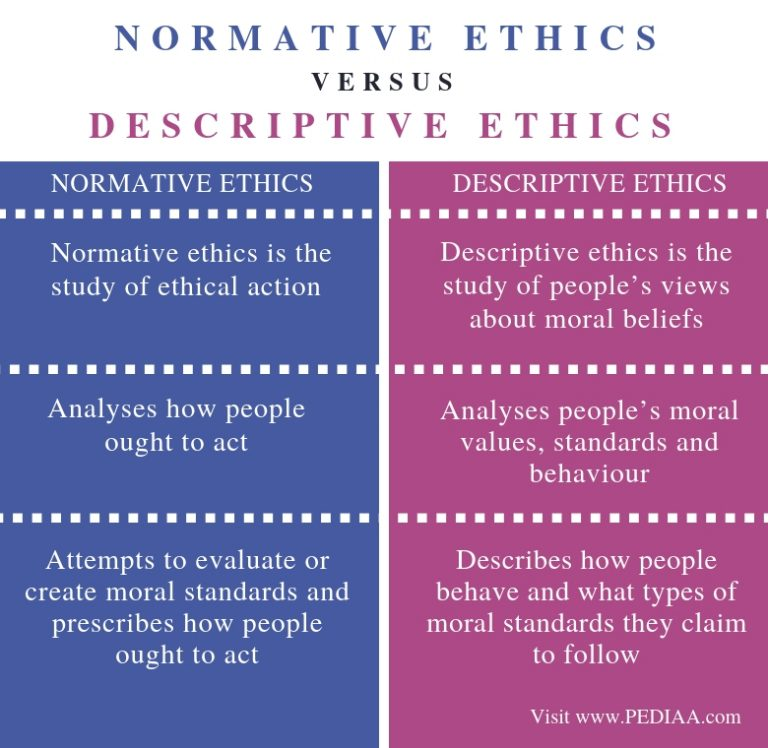 NORMATIVE ETHICS
VERSUS
DESCRIPTIVE ETHICS
NORMATIVE ETHICS
Normative ethics is the
study of ethical action
Analyses how people
ought to act
Attempts to evaluate or
create moral standards and
prescribes how people
ought to act
DESCRIPTIVE ETHICS
Descriptive ethics is the
study of people’s views
about moral beliefs
Analyses people’s moral
values, standards and
behaviour
Describes how people
behave and what types of
moral standards they claim
to follow
Visit www.PEDIAA.com